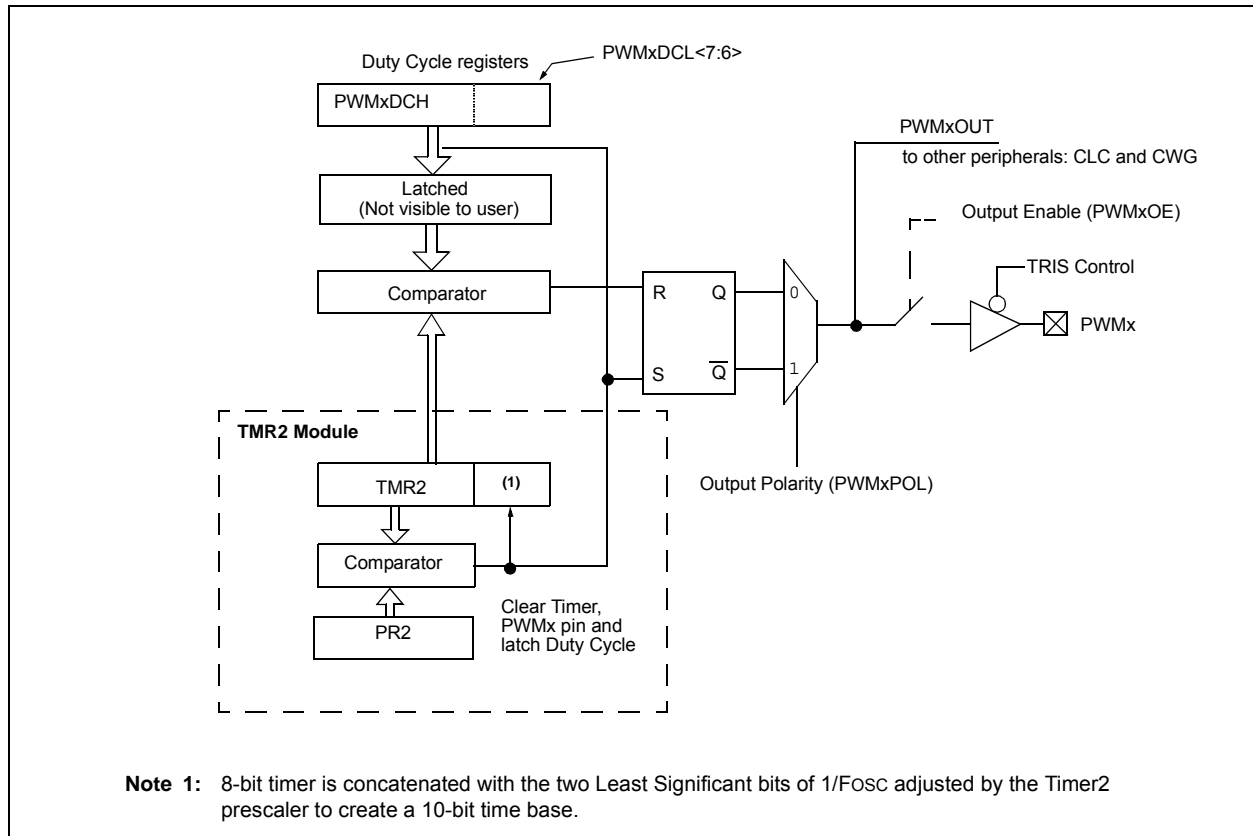 Duty Cycle registers
PWMxDCL<7:6>
PWMxDCH
PWMxOUT
to other peripherals: CLC and CWG
Latched
(Not visible to user)
Output Enable (PWMxOE)
TRIS Control
Comparator
R
Q
0
PWMx
S
Q
1
TMR2 Module
TMR2
(1)
Output Polarity (PWMxPOL)
Comparator
Clear Timer,
PWMx pin and
latch Duty Cycle
PR2
Note 1: 8-bit timer is concatenated with the two Least Significant bits of 1/FOSC adjusted by the Timer2
prescaler to create a 10-bit time base.